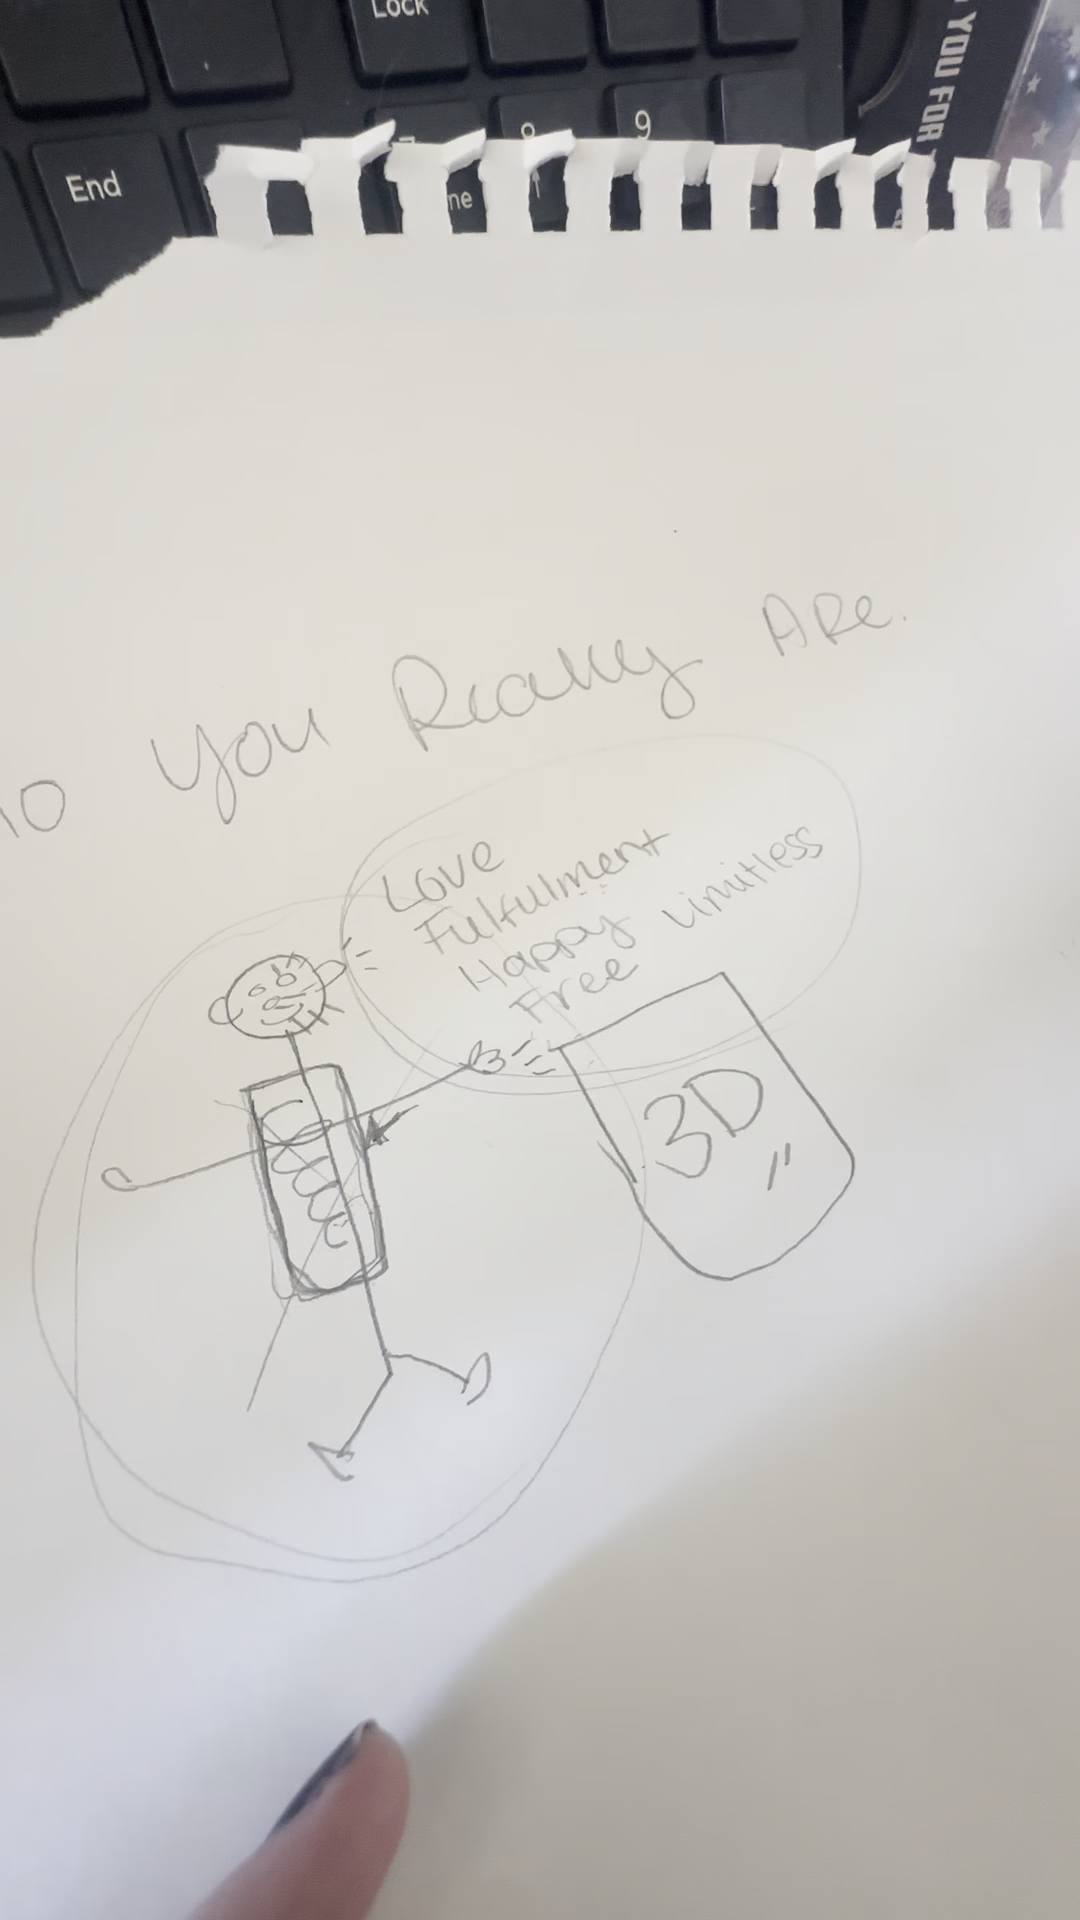 Lock
9
End
YOU FOR
You Really Are.
Love
Fulfulment
Happy Limitless
Free
3D